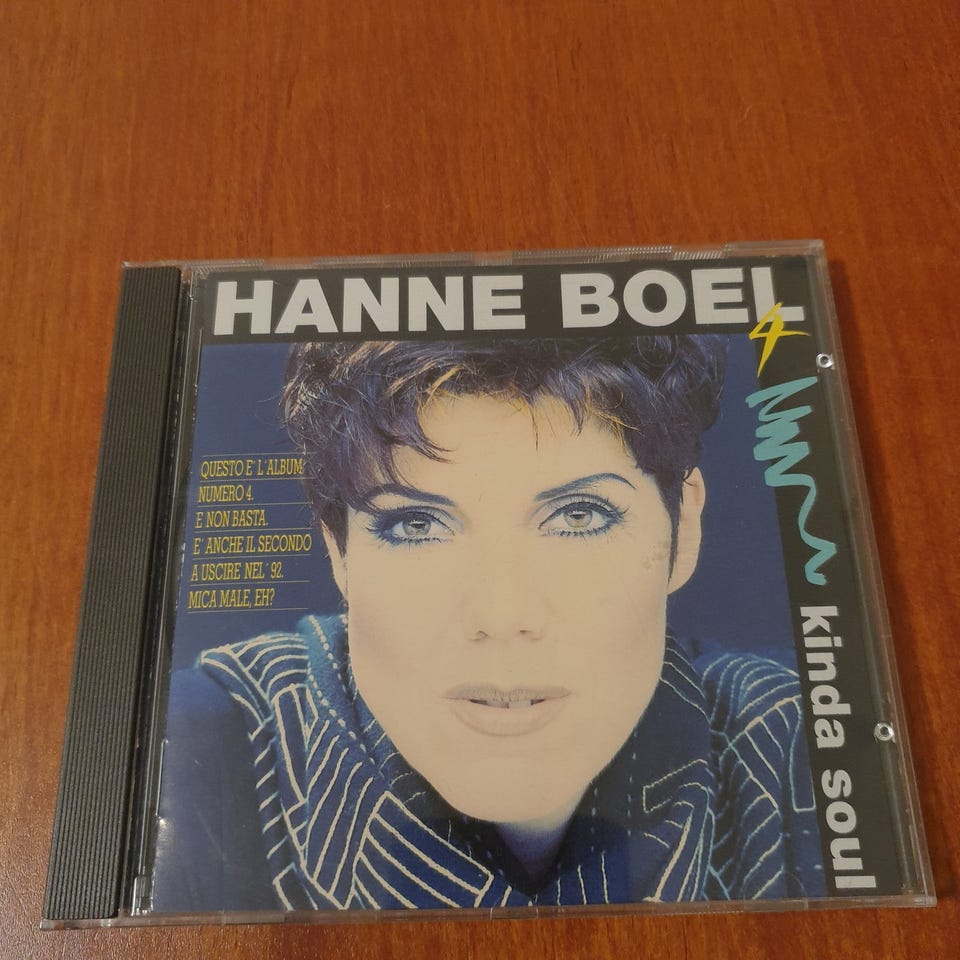 HANNE BOEL
4
QUESTO E' L'ALBUM
NUMERO 4.
E NON BASTA.
E' ANCHE IL SECONDO
A USCIRE NEL' 92.
MICA MALE, EH?
kinda soul